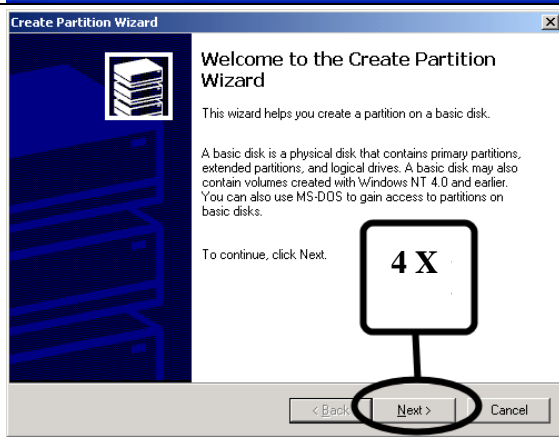 Create Partition Wizard
Welcome to the Create Partition
Wizard
This wizard helps you create a partition on a basic disk.
A basic disk is a physical disk that contains primary partitions,
extended partitions, and logical drives. A basic disk may also
contain volumes created with Windows NT 4.0 and earlier.
You can also use MS-DOS to gain access to partitions on
basic disks.
To continue, click Next.
4 X
< Back
Next >
Cancel